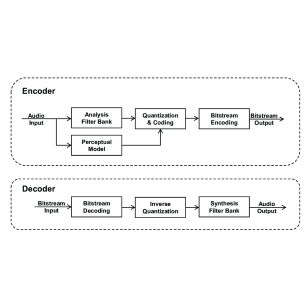 Encoder
Audio
Input
Analysis
Filter Bank
Quantization
& Coding
Bitstream
Encoding
Bitstream
Output
Perceptual
Model
Decoder
Bitstream
Input
Bitstream
Decoding
Inverse
Quantization
Synthesis
Filter Bank
Audio
Output